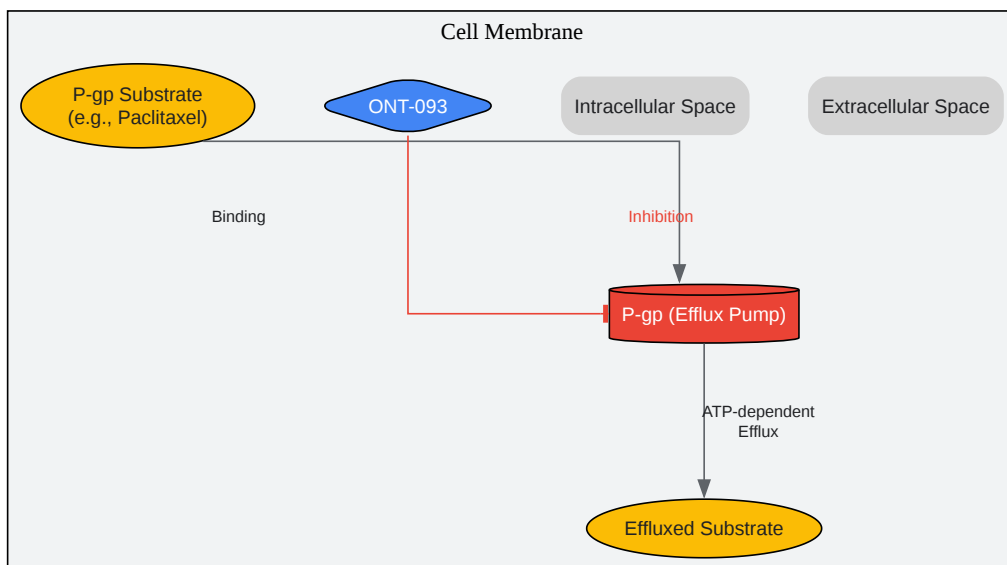 Cell Membrane
P-gp Substrate
(e.g., Paclitaxel)
ONT-093
Intracellular Space
Extracellular Space
Binding
Inhibition
P-gp (Efflux Pump)
ATP-dependent
Efflux
Effluxed Substrate